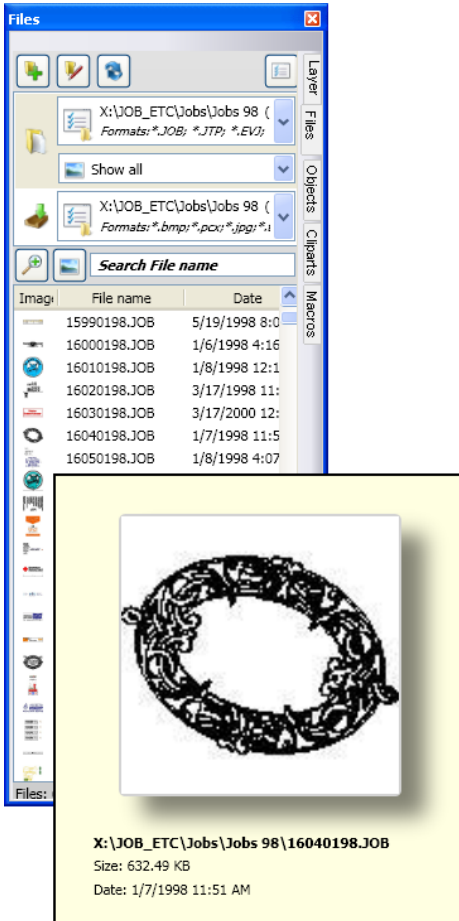 Files
Layer
Files
Objects
Cliparts
Macros
X:\JOB_ETC\Jobs\Jobs 98 (
Formats:*.JOB; *.JTP; *.EVJ;
Show all
X:\JOB_ETC\Jobs\Jobs 98 (
Formats:*.bmp;*.pcx;*.jpg;*.
Search File name
Image File name Date
15990198.JOB 5/19/1998 8:0
16000198.JOB 1/6/1998 4:16
16010198.JOB 1/8/1998 12:1
16020198.JOB 3/17/1998 11:
16030198.JOB 3/17/2000 12:
16040198.JOB 1/7/1998 11:5
16050198.JOB 1/8/1998 4:07
Files:
X:\JOB_ETC\Jobs\Jobs 98\16040198.JOB
Size: 632.49 KB
Date: 1/7/1998 11:51 AM